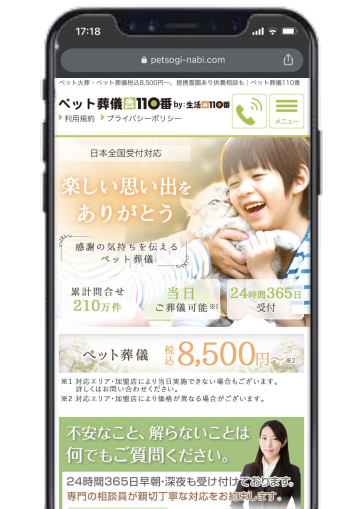 17:18
petsogi-nabi.com
ペット火葬・ペット葬儀税込8,500円〜、提携霊園あり供養相談も｜ペット葬儀110番
ペット葬儀110番 by:生活110番
利用規約 プライバシーポリシー
メニュー
日本全国受付対応
楽しい思い出を
ありがとう
感謝の気持ちを伝える
ペット葬儀
累計問合せ
210万件
当日
ご葬儀可能※1
24時間365日
受付
ペット葬儀 税込8,500円〜※2
※1 対応エリア・加盟店により当日実施できない場合もございます。
詳しくはお問い合わせください。
※2 対応エリア・加盟店により価格が異なる場合がございます。
不安なこと、解らないことは
何でもご質問ください。
24時間365日早朝・深夜も受け付けております。
専門の相談員が親切丁寧な対応をお約束します。